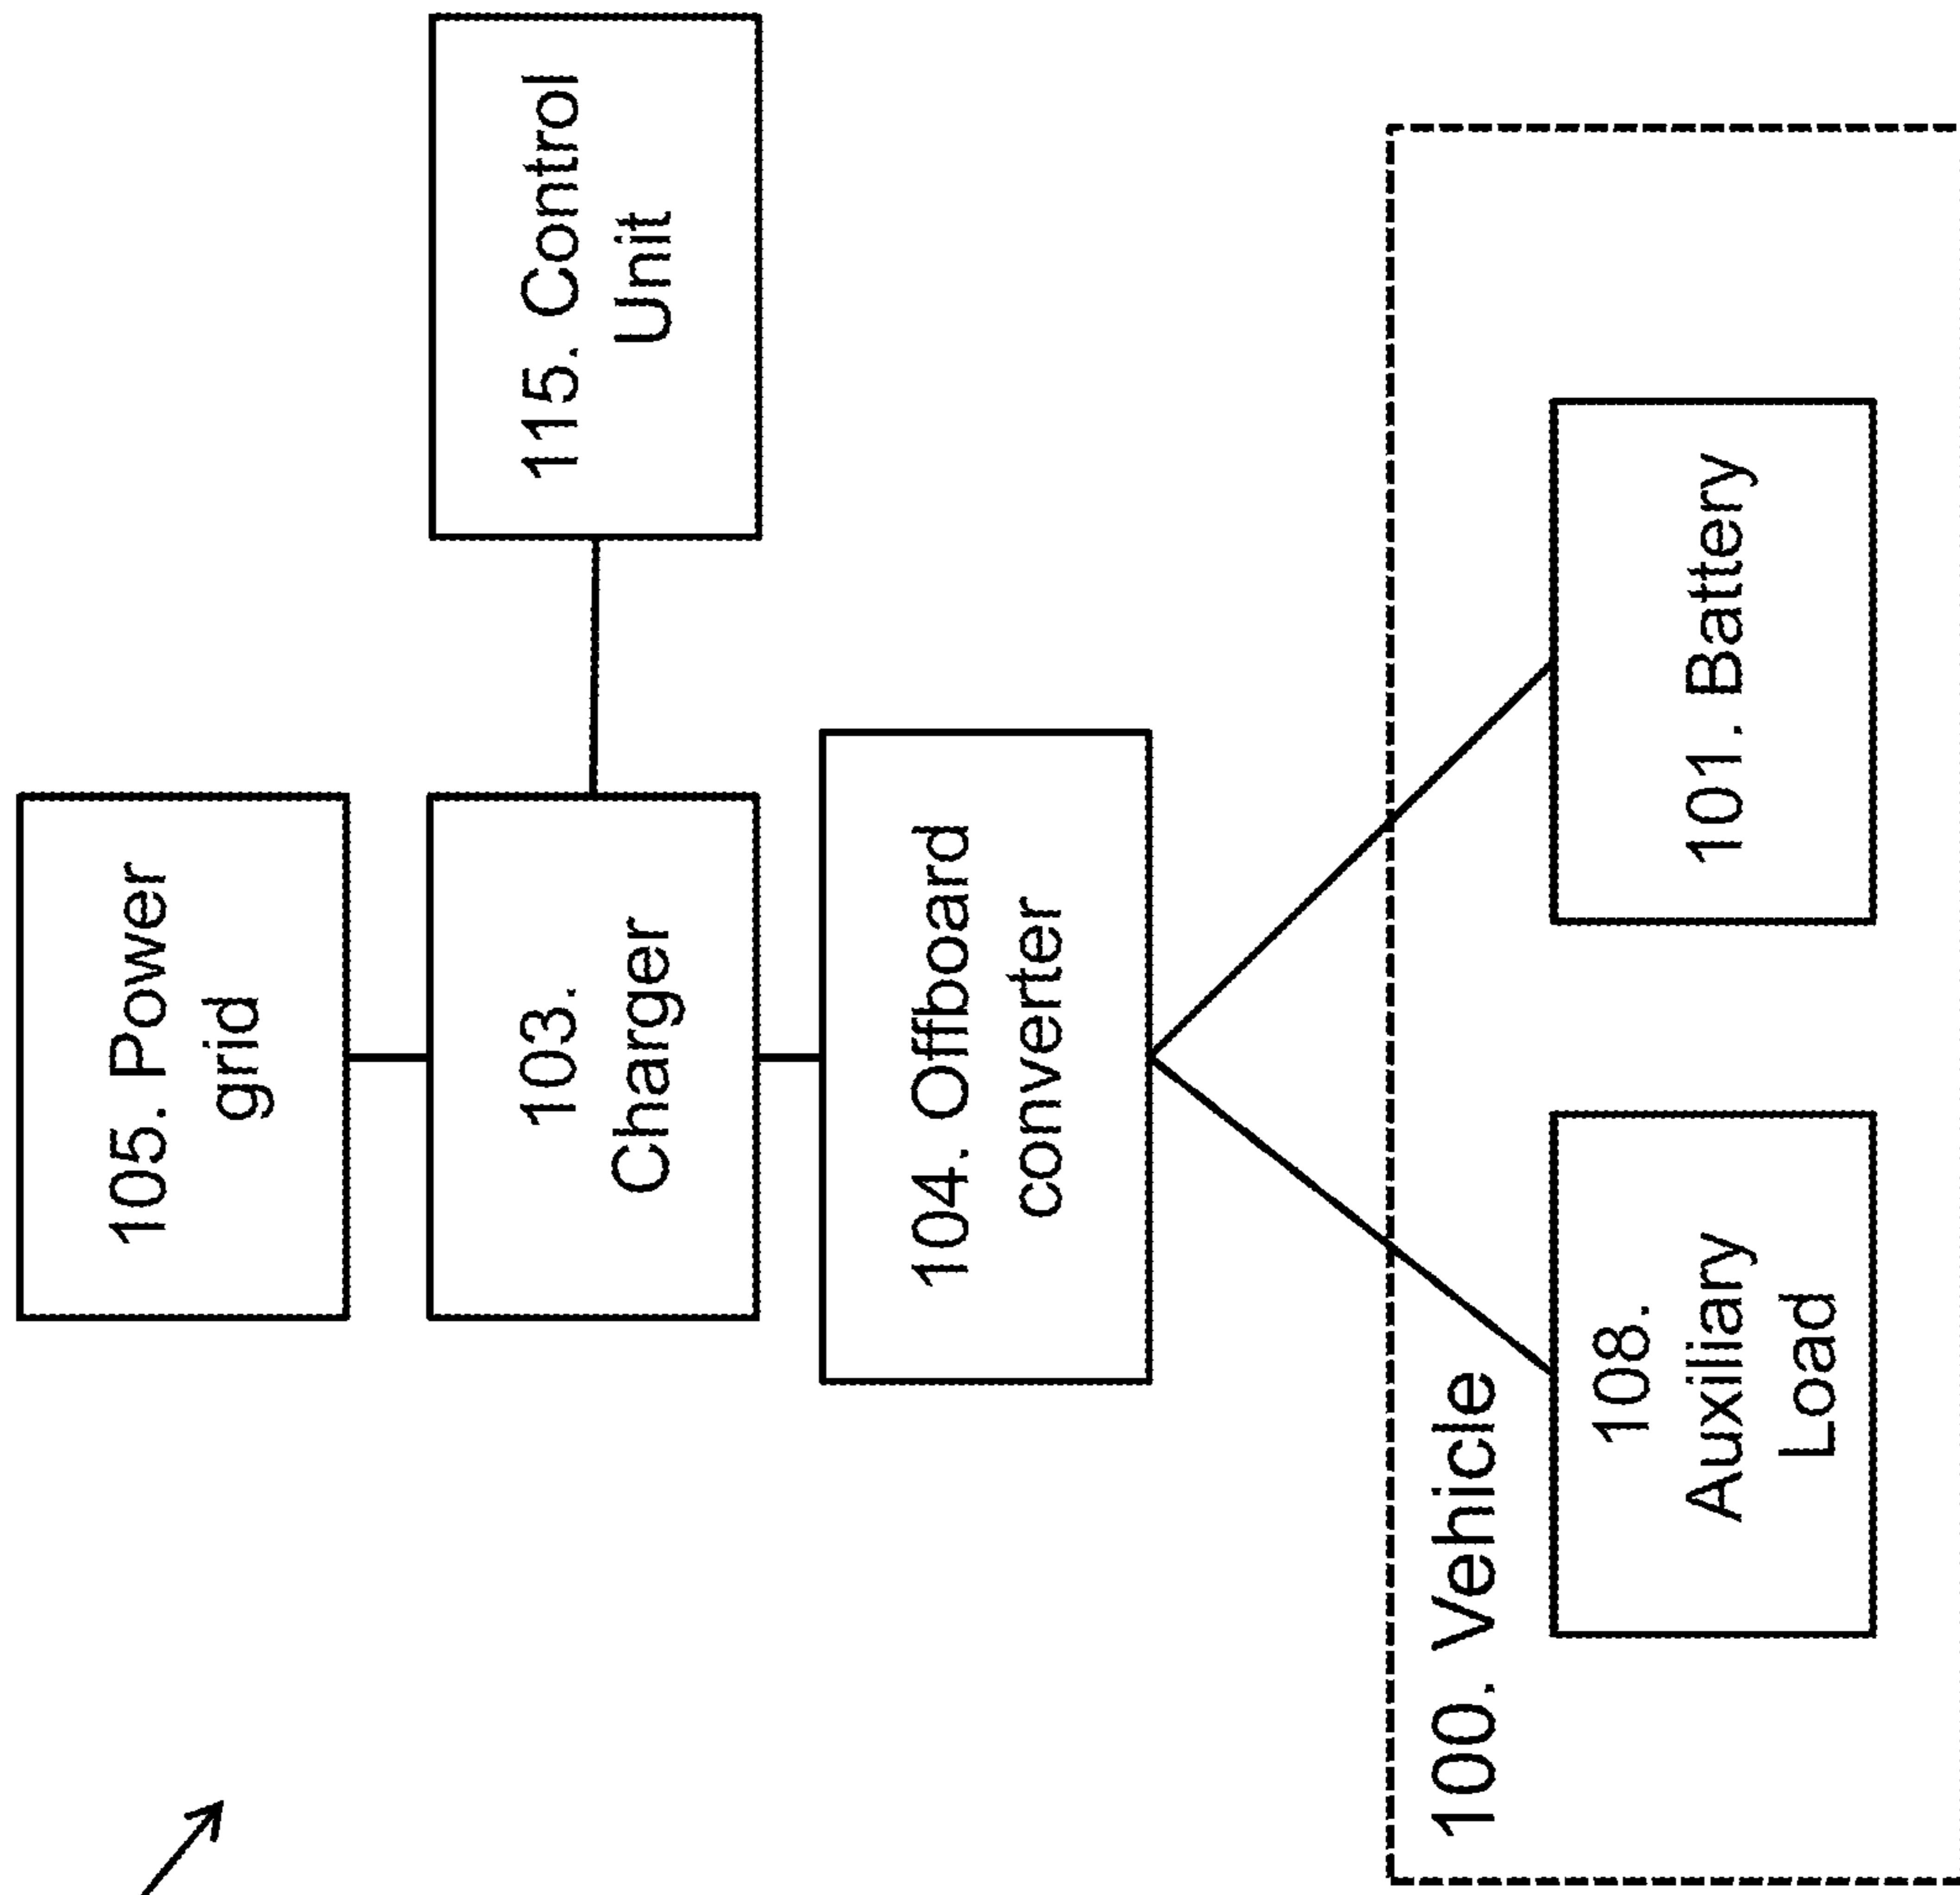 105. Power
grid
103.
Charger
115. Control
Unit
104. Offboard
converter
100. Vehicle
108.
Auxiliary
Load
101. Battery